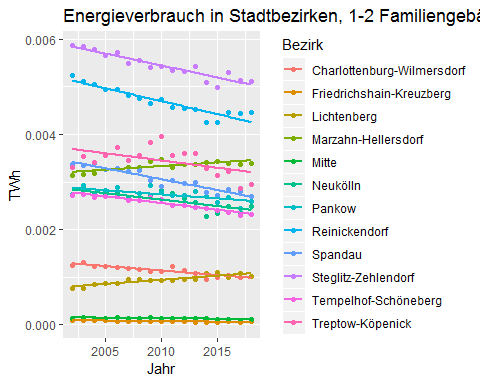 Energieverbrauch in Stadtbezirken, 1-2 Familiengebä
TWh
0.006
0.004
0.002
0.000
2005
2010
2015
Jahr
Bezirk
Charlottenburg-Wilmersdorf
Friedrichshain-Kreuzberg
Lichtenberg
Marzahn-Hellersdorf
Mitte
Neukölln
Pankow
Reinickendorf
Spandau
Steglitz-Zehlendorf
Tempelhof-Schöneberg
Treptow-Köpenick